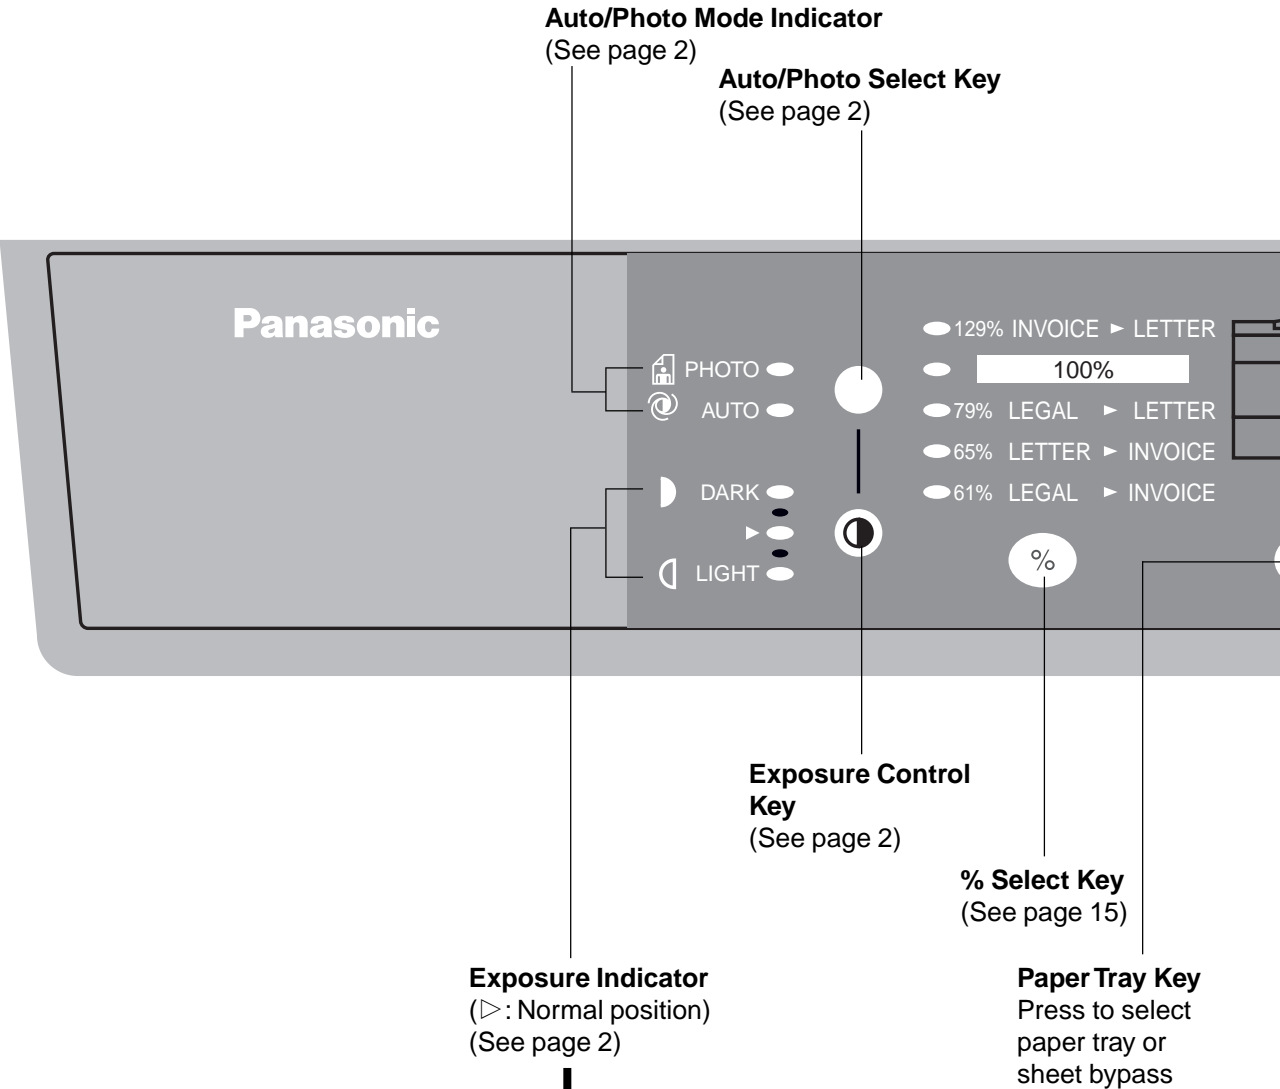 Auto/Photo Mode Indicator
(See page 2)
Auto/Photo Select Key
(See page 2)
Panasonic
PHOTO
AUTO
DARK
LIGHT
129% INVOICE ► LETTER
100%
79% LEGAL ► LETTER
65% LETTER ► INVOICE
61% LEGAL ► INVOICE
%
Exposure Control
Key
(See page 2)
% Select Key
(See page 15)
Exposure Indicator
(▷: Normal position)
(See page 2)
Paper Tray Key
Press to select
paper tray or
sheet bypass